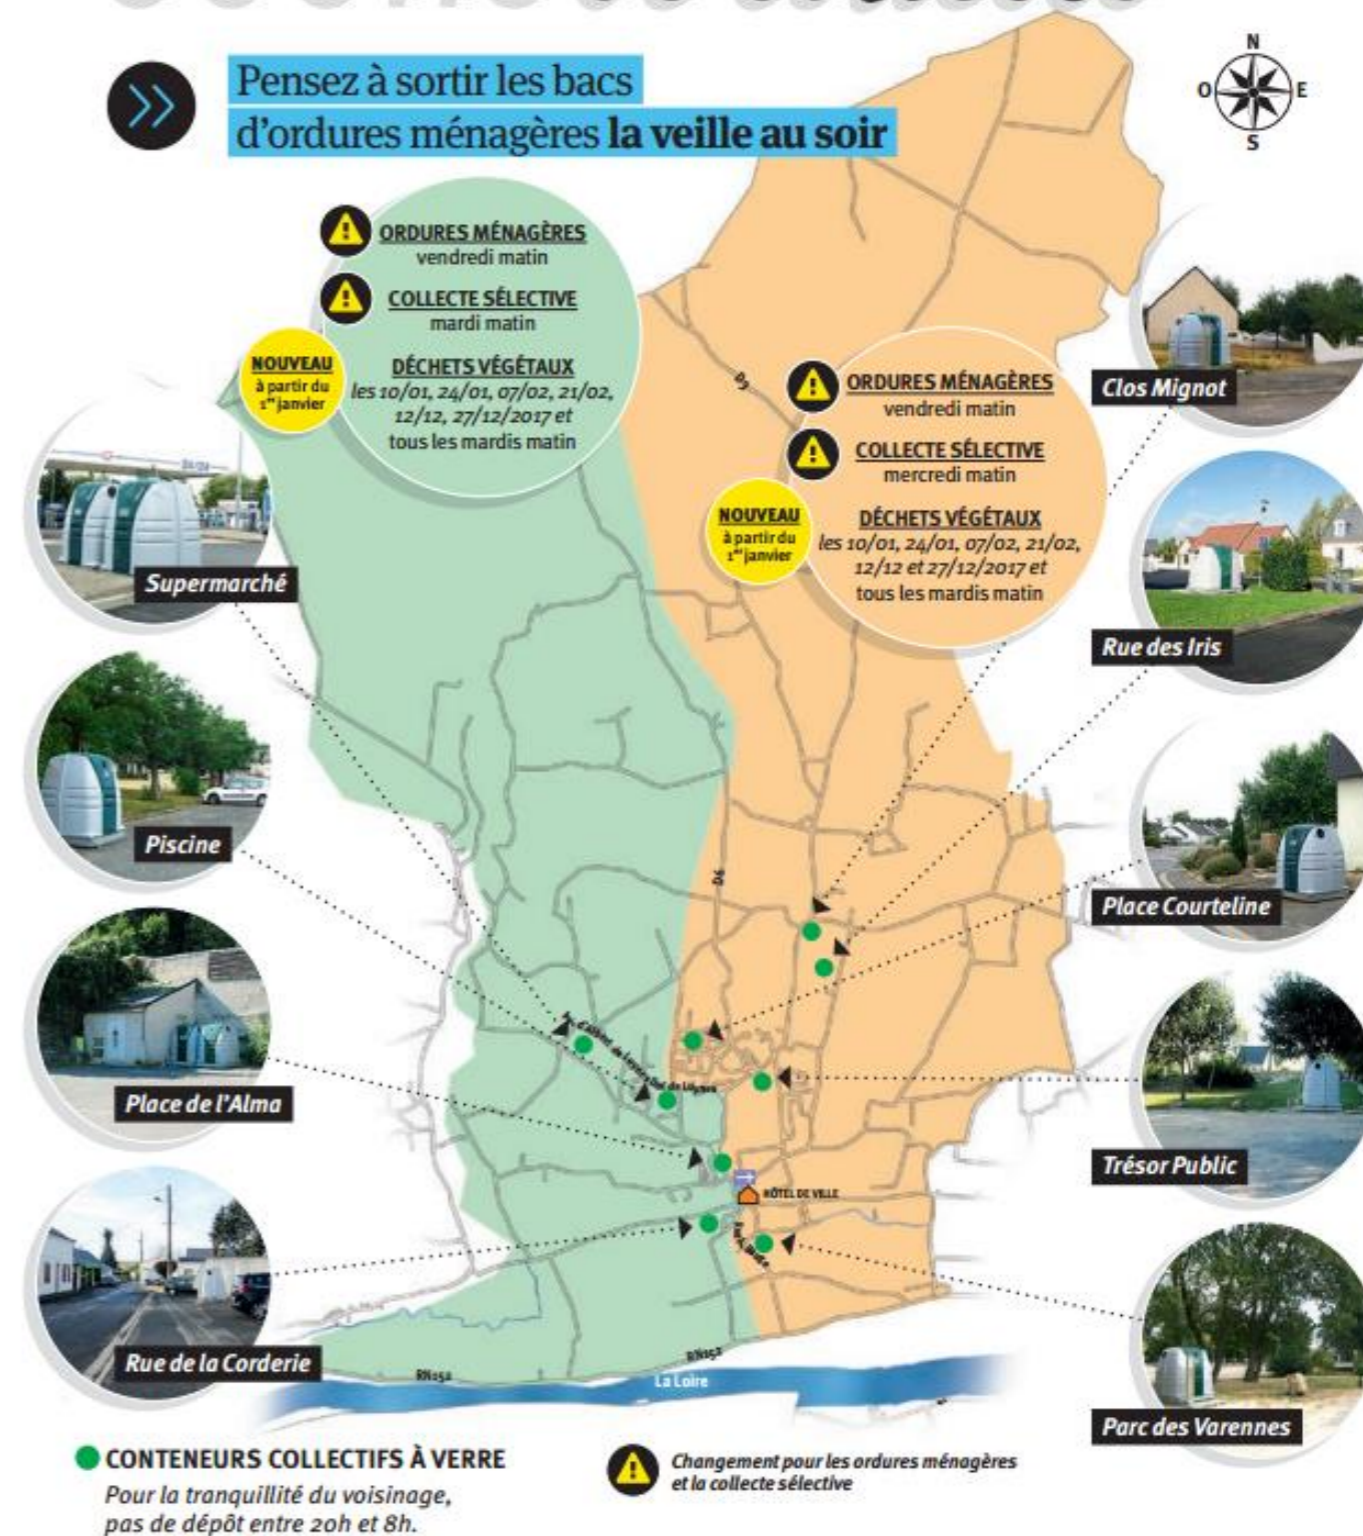 Pensez à sortir les bacs
d'ordures ménagères la veille au soir
N
O
E
S
ORDURES MÉNAGÈRES
vendredi matin
COLLECTE SÉLECTIVE
mardi matin
NOUVEAU
à partir du
1er janvier
DÉCHETS VÉGÉTAUX
les 10/01, 24/01, 07/02, 21/02,
12/12, 27/12/2017 et
tous les mardis matin
ORDURES MÉNAGÈRES
vendredi matin
COLLECTE SÉLECTIVE
mercredi matin
NOUVEAU
à partir du
1er janvier
DÉCHETS VÉGÉTAUX
les 10/01, 24/01, 07/02, 21/02,
12/12 et 27/12/2017 et
tous les mardis matin
Supermarché
Piscine
Place de l'Alma
Rue de la Corderie
Clos Mignot
Rue des Iris
Place Courteline
Trésor Public
Parc des Varennes
HÔTEL DE VILLE
RN152
RN152
La Loire
CONTENEURS COLLECTIFS À VERRE
Pour la tranquillité du voisinage,
pas de dépôt entre 20h et 8h.
Changement pour les ordures ménagères
et la collecte sélective